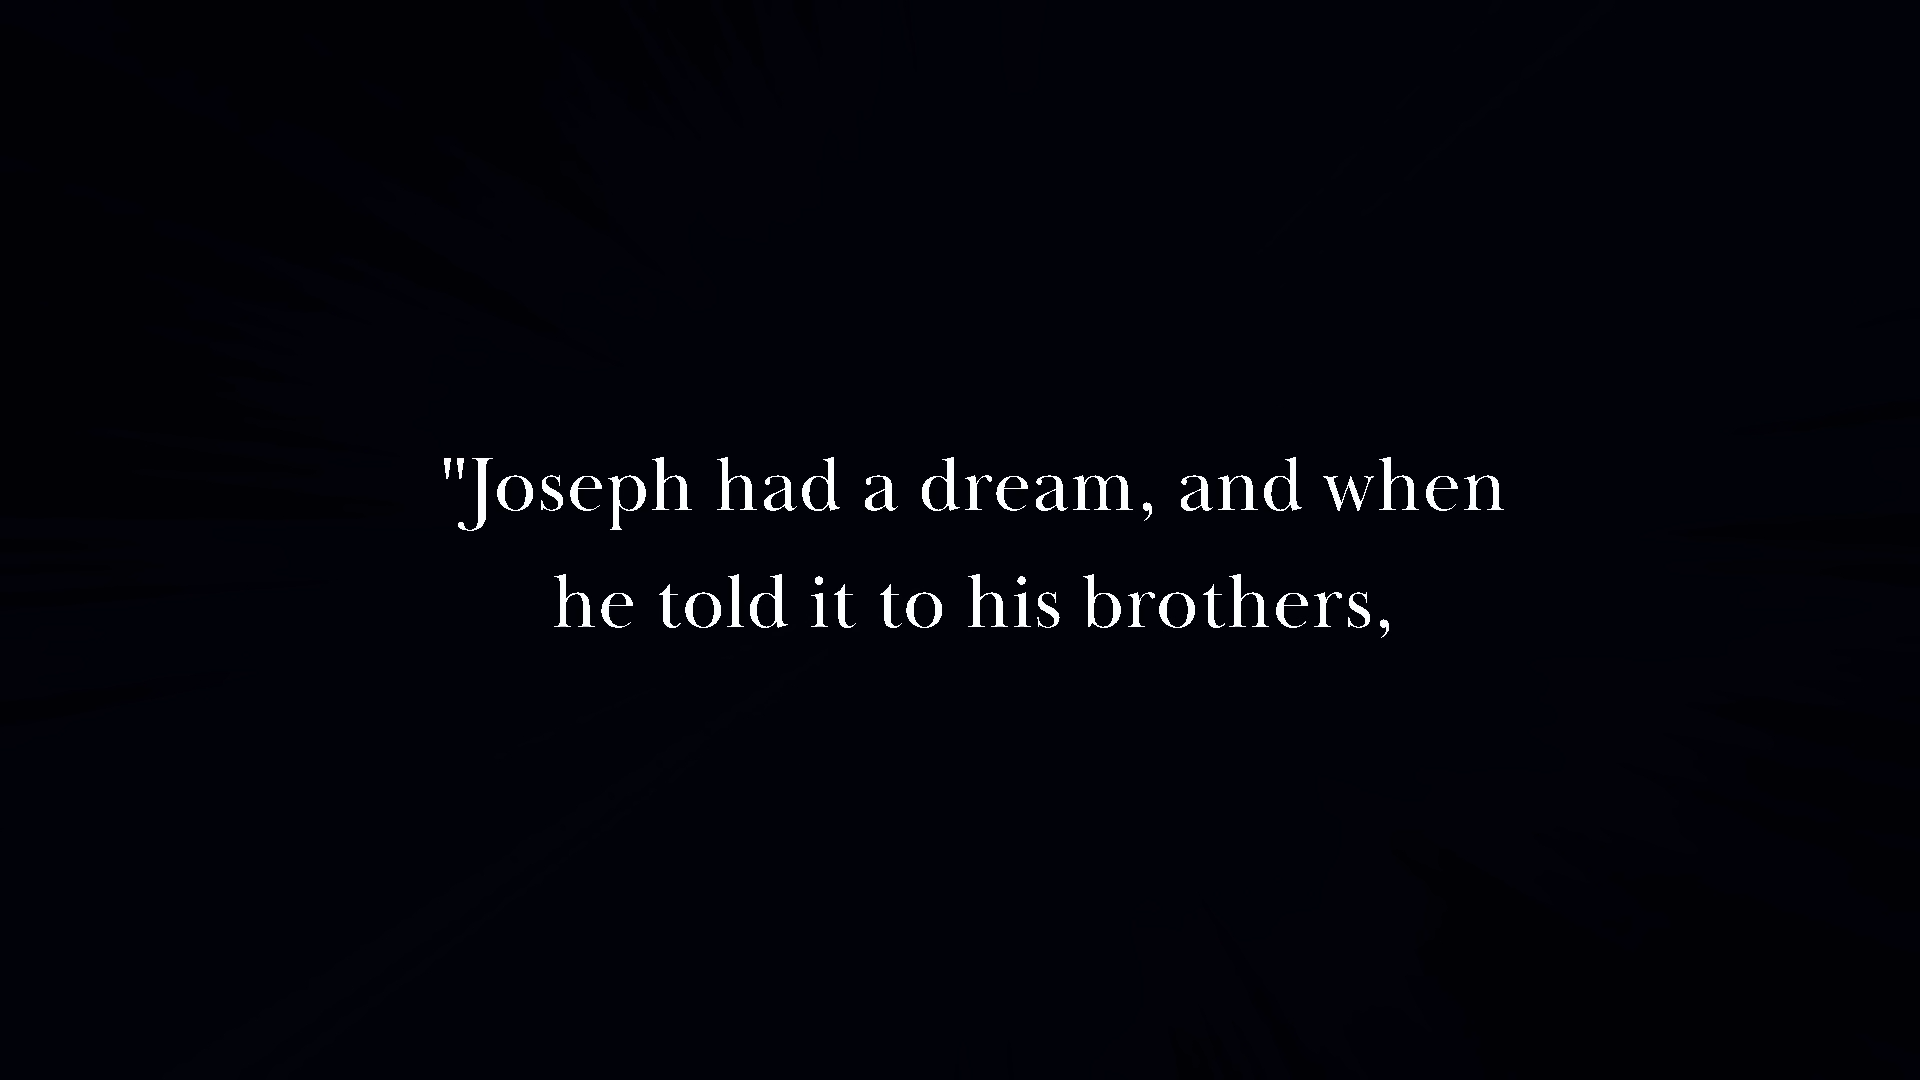 "Joseph had a dream, and when
he told it to his brothers,